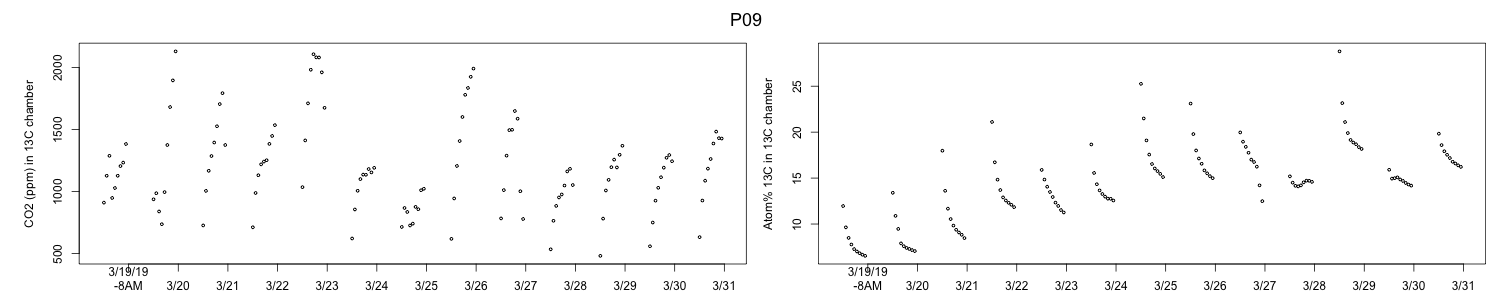 P09
CO2 (ppm) in 13C chamber
500 1000 1500 2000
3/19/19
-8AM 3/20 3/21 3/22 3/23 3/24 3/25 3/26 3/27 3/28 3/29 3/30 3/31
Atom% 13C in 13C chamber
10 15 20 25
3/19/19
-8AM 3/20 3/21 3/22 3/23 3/24 3/25 3/26 3/27 3/28 3/29 3/30 3/31